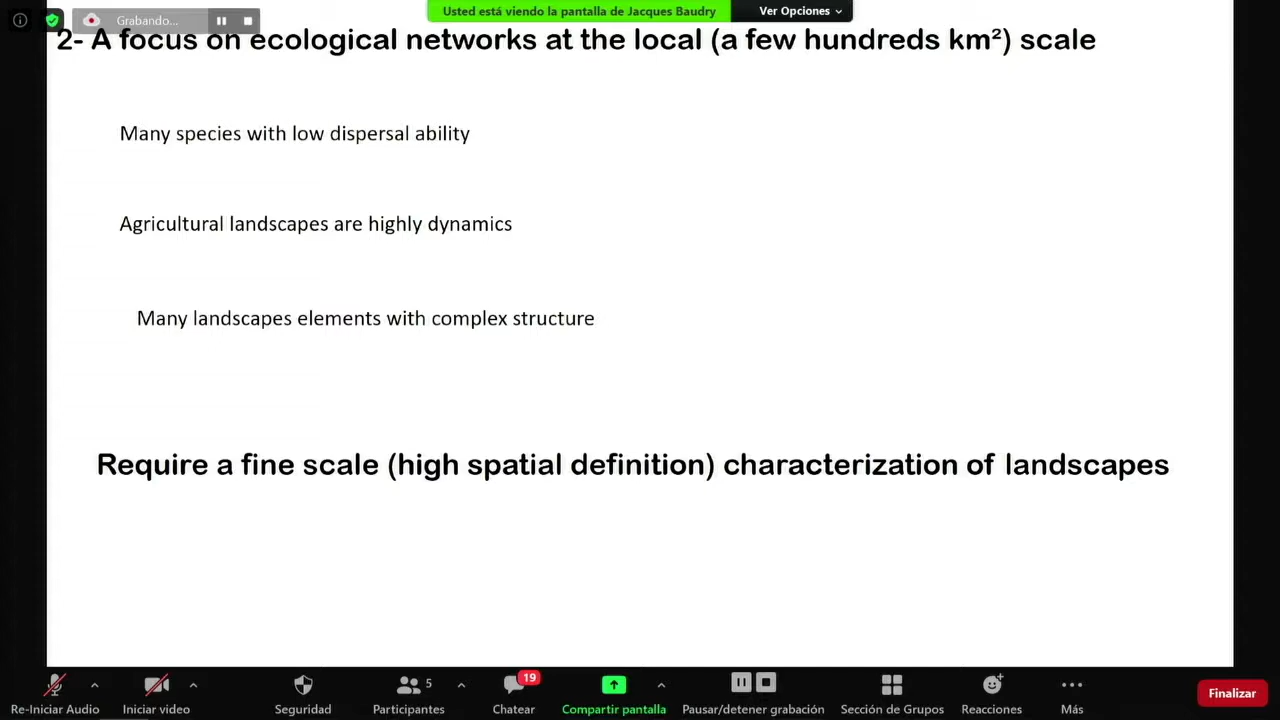 Grabando...
Usted está viendo la pantalla de Jacques Baudry
Ver Opciones
2- A focus on ecological networks at the local (a few hundreds km²) scale
Many species with low dispersal ability
Agricultural landscapes are highly dynamics
Many landscapes elements with complex structure
Require a fine scale (high spatial definition) characterization of landscapes
Re-Iniciar Audio
Iniciar video
Seguridad
5
Participantes
19
Chatear
Compartir pantalla
Pausar/detener grabación
Sección de Grupos
Reacciones
Más
Finalizar